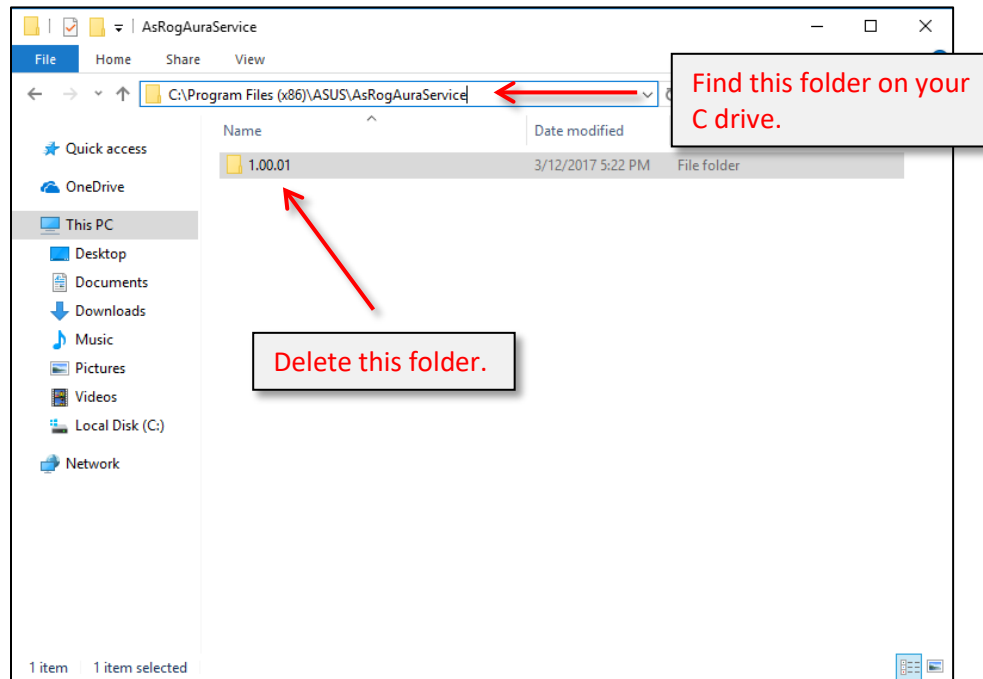 AsRogAuraService
File Home Share View
C:\Program Files (x86)\ASUS\AsRogAuraService
Find this folder on your
C drive.
Name Date modified
Quick access
1.00.01 3/12/2017 5:22 PM File folder
OneDrive
This PC
Desktop
Documents
Downloads
Music
Pictures
Videos
Local Disk (C:)
Network
Delete this folder.
1 item 1 item selected